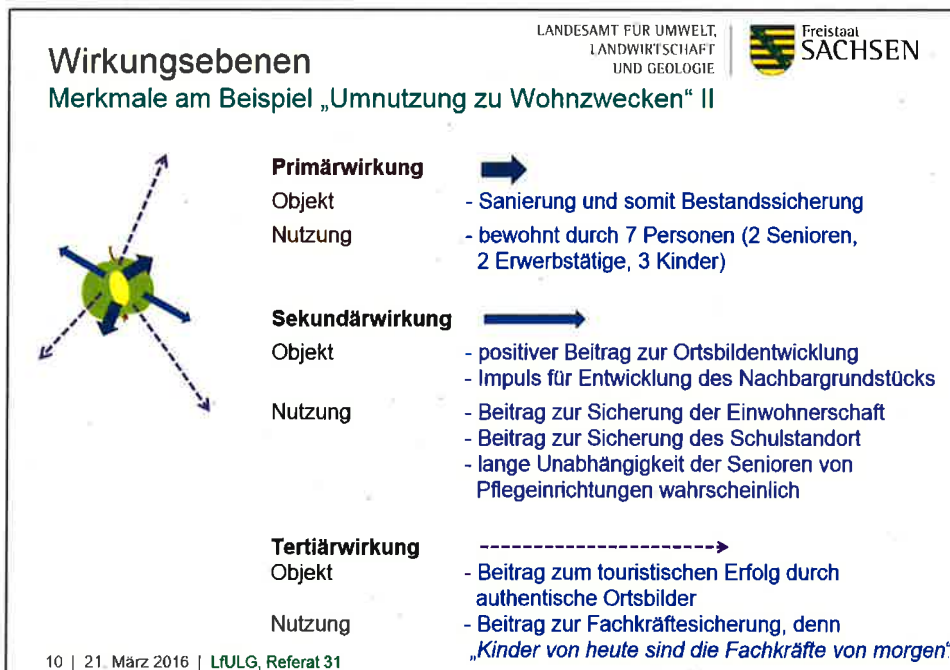 LANDESAMT FÜR UMWELT,
LANDWIRTSCHAFT
UND GEOLOGIE
Freistaat
SACHSEN
Wirkungsebenen
Merkmale am Beispiel „Umnutzung zu Wohnzwecken“ II
Primärwirkung
Objekt - Sanierung und somit Bestandssicherung
Nutzung - bewohnt durch 7 Personen (2 Senioren,
2 Erwerbstätige, 3 Kinder)
Sekundärwirkung
Objekt - positiver Beitrag zur Ortsbildentwicklung
- Impuls für Entwicklung des Nachbargrundstücks
Nutzung - Beitrag zur Sicherung der Einwohnerschaft
- Beitrag zur Sicherung des Schulstandort
- lange Unabhängigkeit der Senioren von
Pflegeinrichtungen wahrscheinlich
Tertiärwirkung
Objekt - Beitrag zum touristischen Erfolg durch
authentische Ortsbilder
Nutzung - Beitrag zur Fachkräftesicherung, denn
„Kinder von heute sind die Fachkräfte von morgen“
10 | 21. März 2016 | LfULG, Referat 31